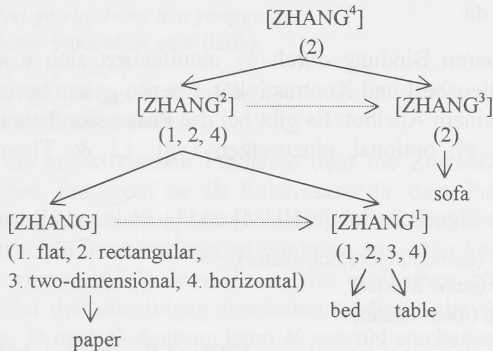 [ZHANG⁴]
(2)
[ZHANG²] [ZHANG³]
(1, 2, 4) (2)
sofa
[ZHANG] [ZHANG¹]
(1. flat, 2. rectangular, (1, 2, 3, 4)
3. two-dimensional, 4. horizontal)
bed table
paper